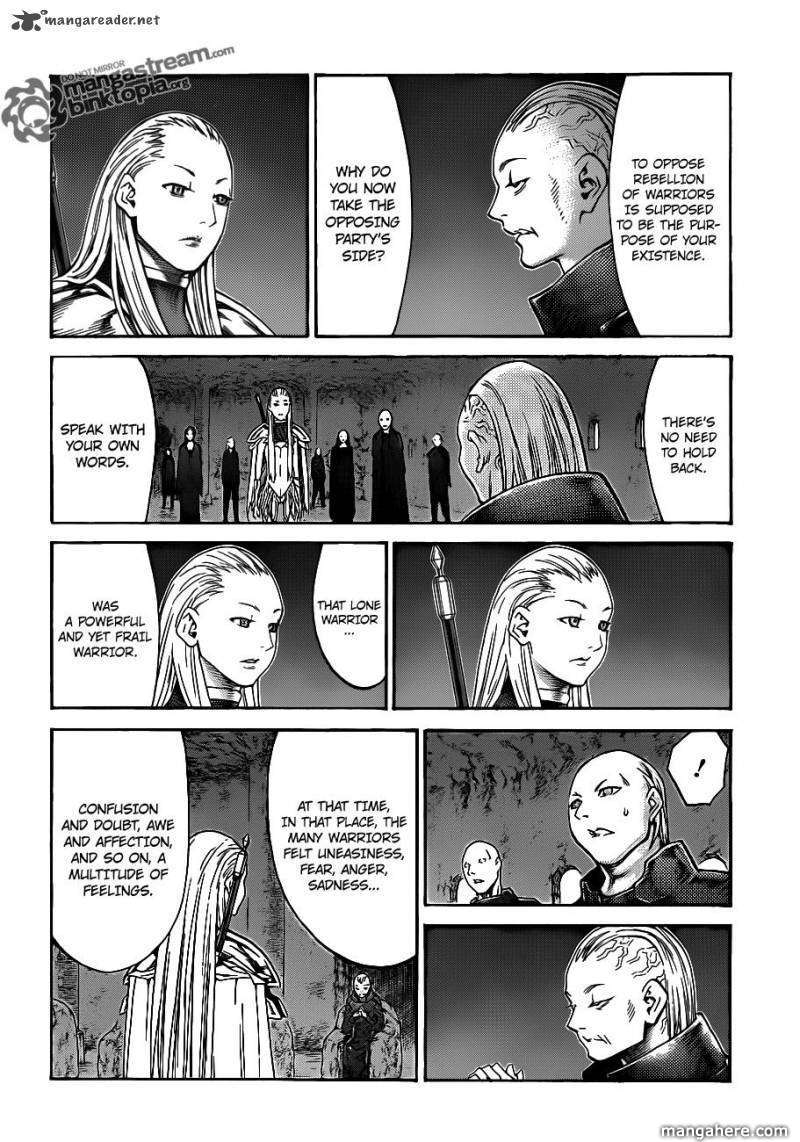 mangareader.net
DO NOT MIRROR
mangastream.com
binktopia.org
TO OPPOSE
REBELLION
OF WARRIORS
IS SUPPOSED
TO BE THE PUR-
POSE OF YOUR
EXISTENCE.
WHY DO
YOU NOW
TAKE THE
OPPOSING
PARTY'S
SIDE?
THERE'S
NO NEED
TO HOLD
BACK.
SPEAK WITH
YOUR OWN
WORDS.
THAT LONE
WARRIOR
...
WAS
A POWERFUL
AND YET FRAIL
WARRIOR.
!
AT THAT TIME,
IN THAT PLACE, THE
MANY WARRIORS
FELT UNEASINESS,
FEAR, ANGER,
SADNESS...
CONFUSION
AND DOUBT, AWE
AND AFFECTION,
AND SO ON, A
MULTITUDE OF
FEELINGS.
mangahere.com